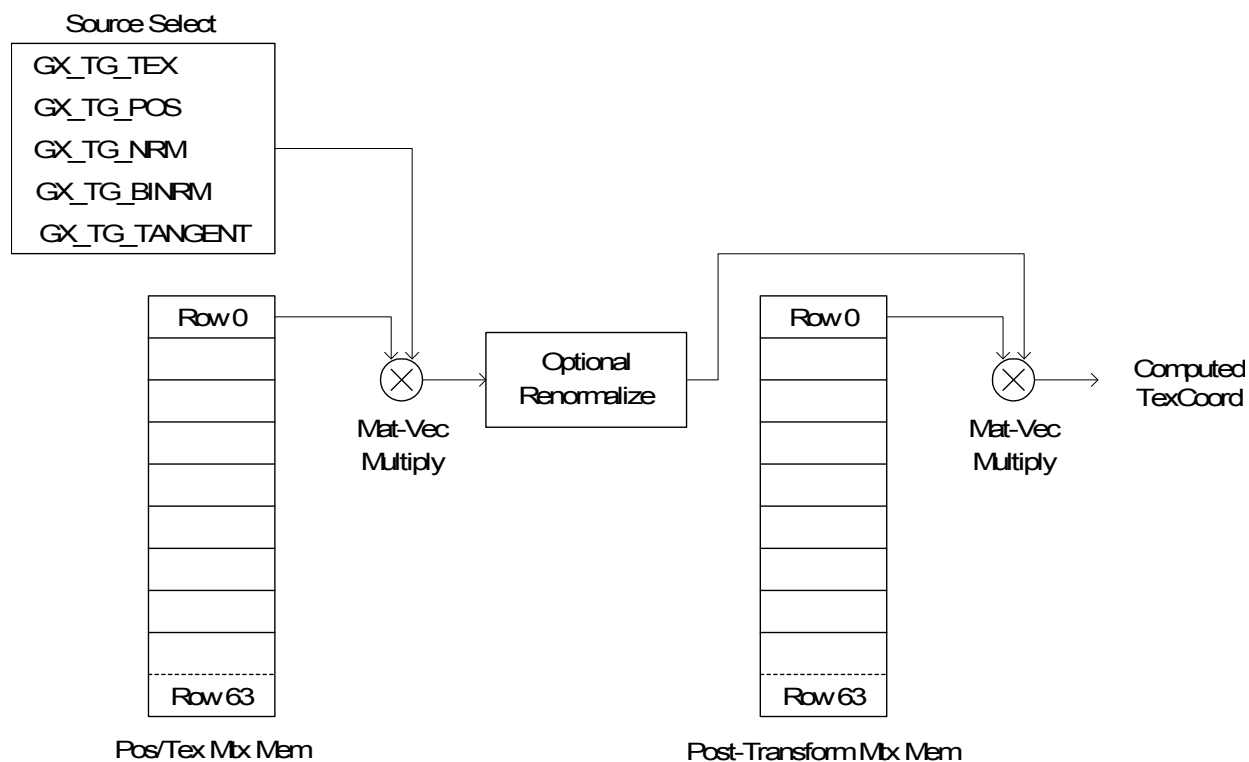 Source Select
GX_TG_TEX
GX_TG_POS
GX_TG_NRM
GX_TG_BINRM
GX_TG_TANGENT
Row 0
Row 63
Pos/Tex Mtx Mem
Mat-Vec
Multiply
Optional
Renormalize
Row 0
Row 63
Post-Transform Mtx Mem
Mat-Vec
Multiply
Computed
TexCoord